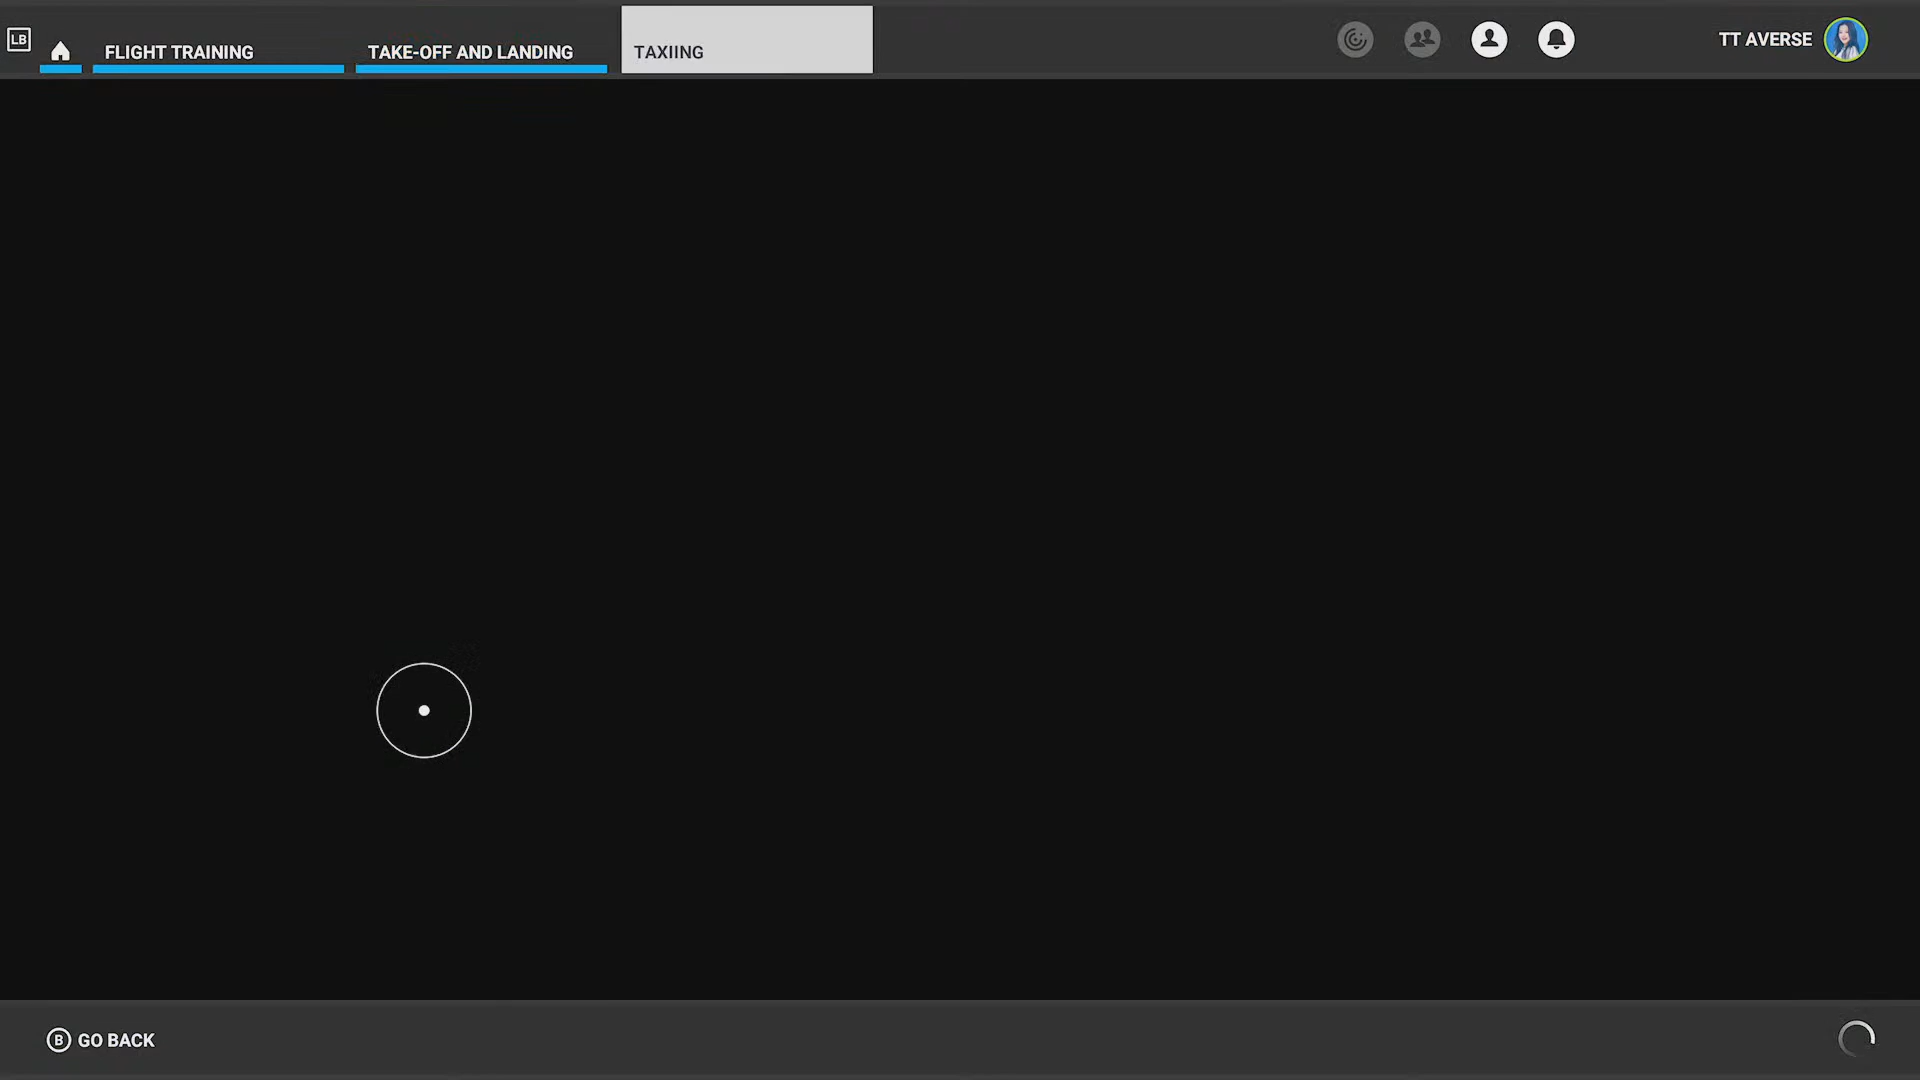 LB
FLIGHT TRAINING
TAKE-OFF AND LANDING
TAXIING
TT AVERSE
B GO BACK